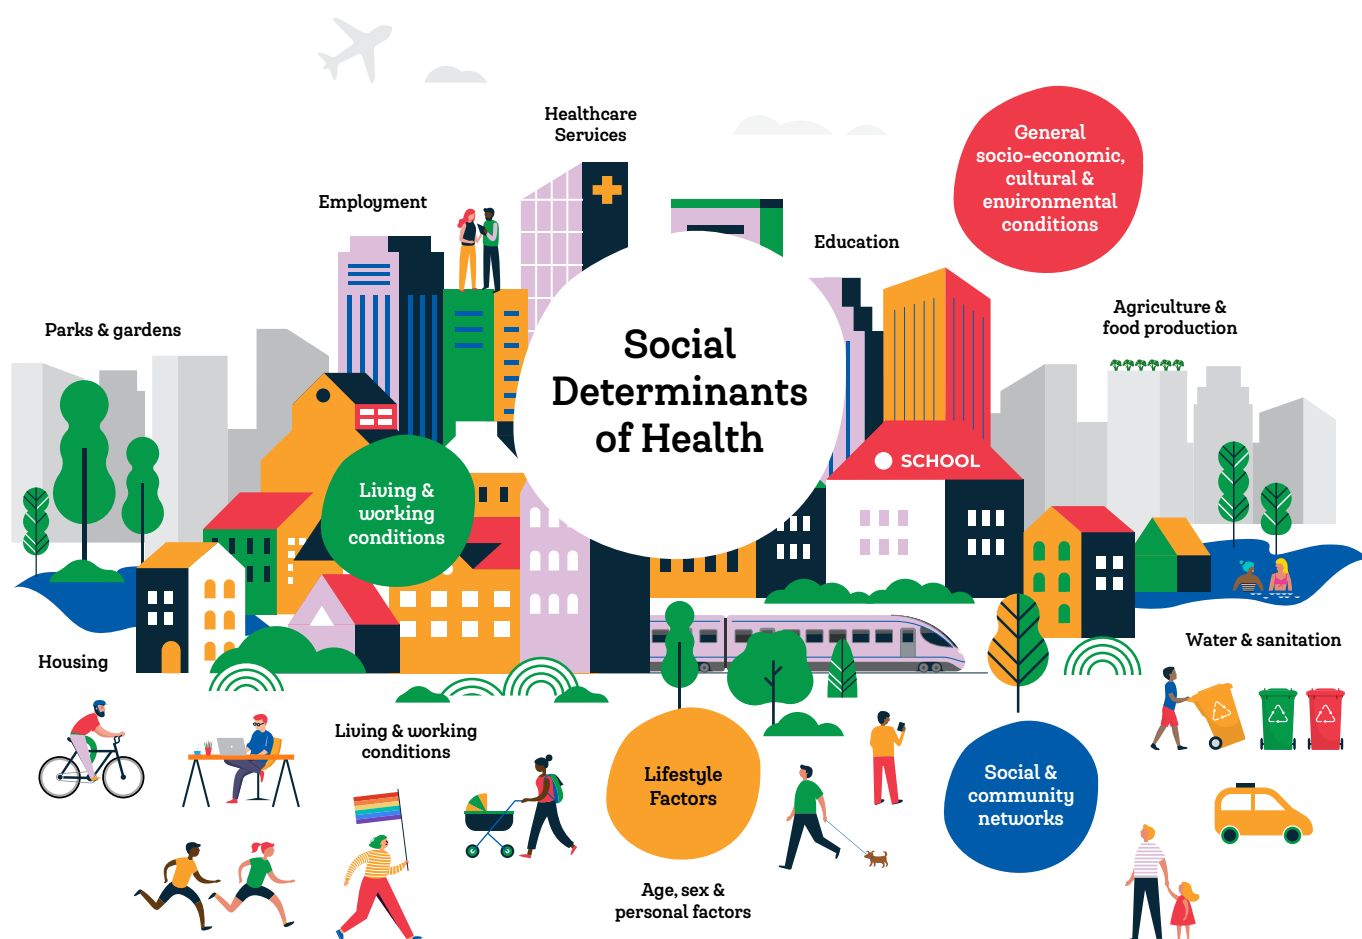 Healthcare
Services
General
socio-economic,
cultural &
environmental
conditions
Employment
Education
Agriculture &
food production
Parks & gardens
Social
Determinants
of Health
SCHOOL
Living &
working
conditions
Water & sanitation
Housing
Living & working
conditions
Lifestyle
Factors
Social &
community
networks
Age, sex &
personal factors